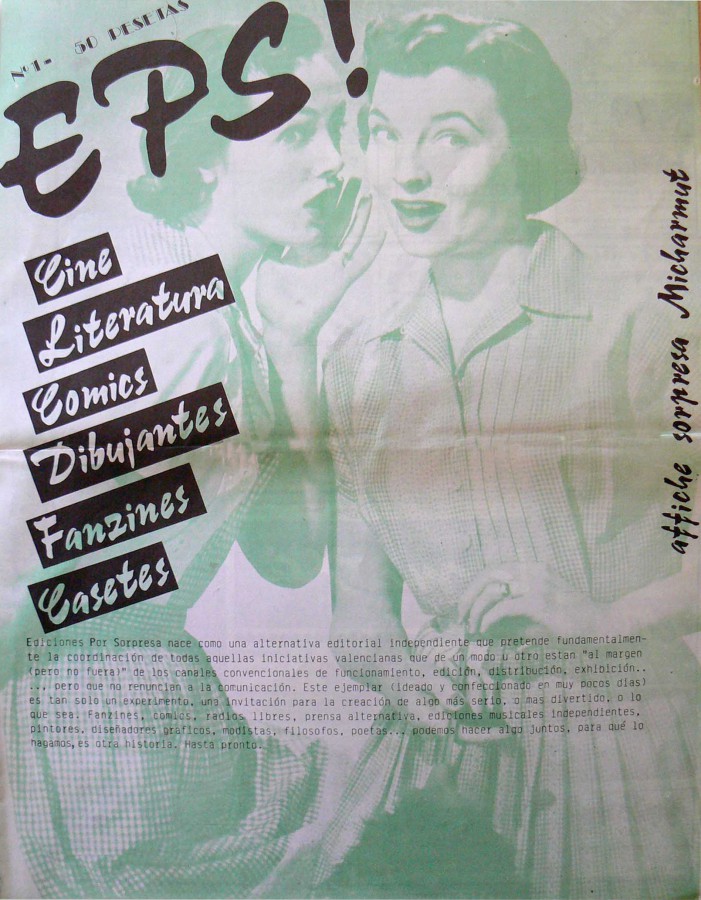 Nº1- 50 PESETAS
EPS!
Cine
Literatura
Comics
Dibujantes
Fanzines
Casetes
affiche sorpresa Micharmut
Ediciones Por Sorpresa nace como una alternativa editorial independiente que pretende fundamentalmen-
te la coordinación de todas aquellas iniciativas valencianas que de un modo u otro estan "al margen
(pero no fuera)" de los canales convencionales de funcionamiento, edición, distribución, exhibición..
..., pero que no renuncian a la comunicación. Este ejemplar (ideado y confeccionado en muy pocos días)
es tan solo un experimento, una invitación para la creación de algo más serio, o mas divertido, o lo
que sea. Fanzines, comics, radios libres, prensa alternativa, ediciones musicales independientes,
pintores, diseñadores gráficos, modistas, filosofos, poetas... podemos hacer algo juntos, para qué lo
hagamos, es otra historia. Hasta pronto.